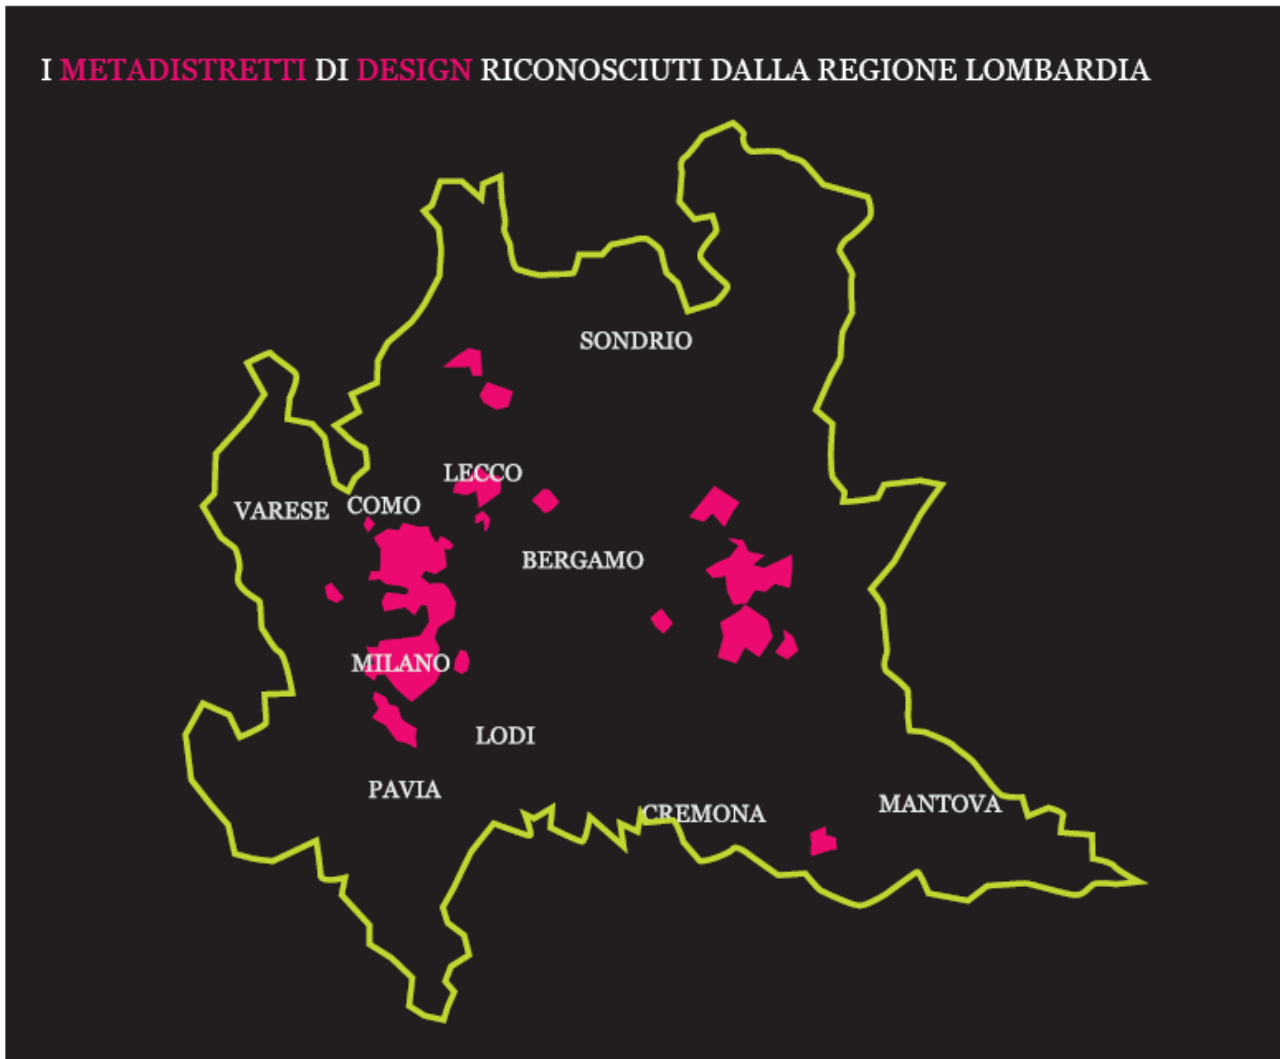 I METADISTRETTI DI DESIGN RICONOSCIUTI DALLA REGIONE LOMBARDIA
SONDRIO
LECCO
VARESE
COMO
BERGAMO
MILANO
LODI
PAVIA
CREMONA
MANTOVA